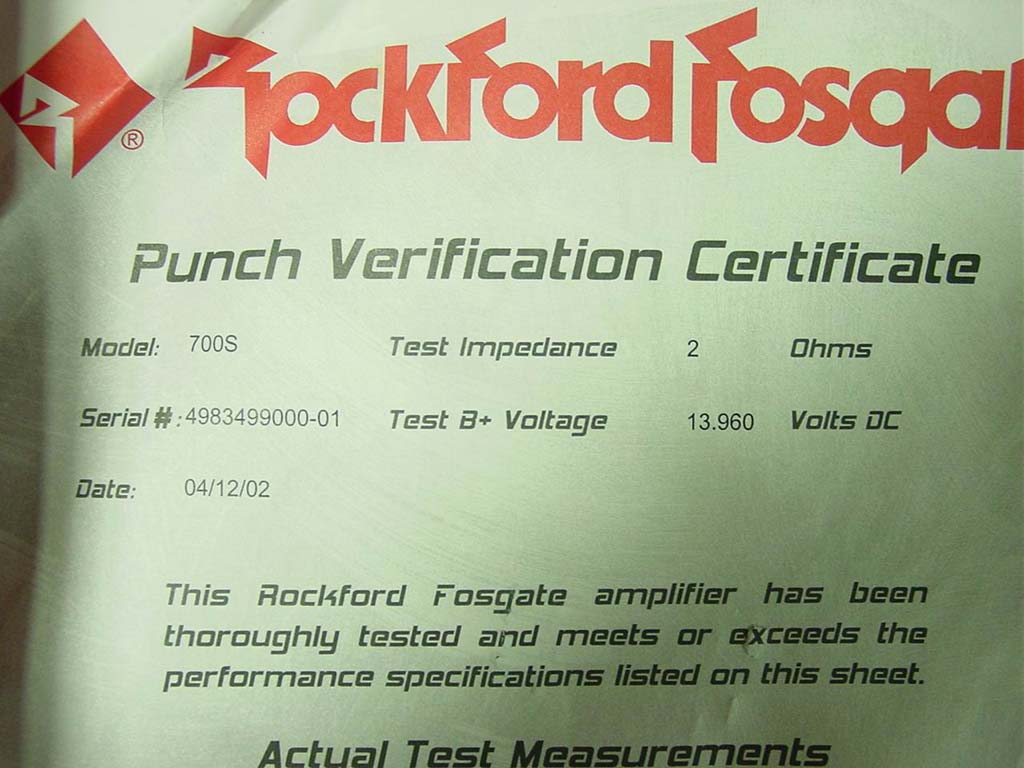 ® Rockford Fosga
Punch Verification Certificate
Model: 700S Test Impedance 2 Ohms
Serial #: 4983499000-01 Test B+ Voltage 13.960 Volts DC
Date: 04/12/02
This Rockford Fosgate amplifier has been
thoroughly tested and meets or exceeds the
performance specifications listed on this sheet.
Actual Test Measurements